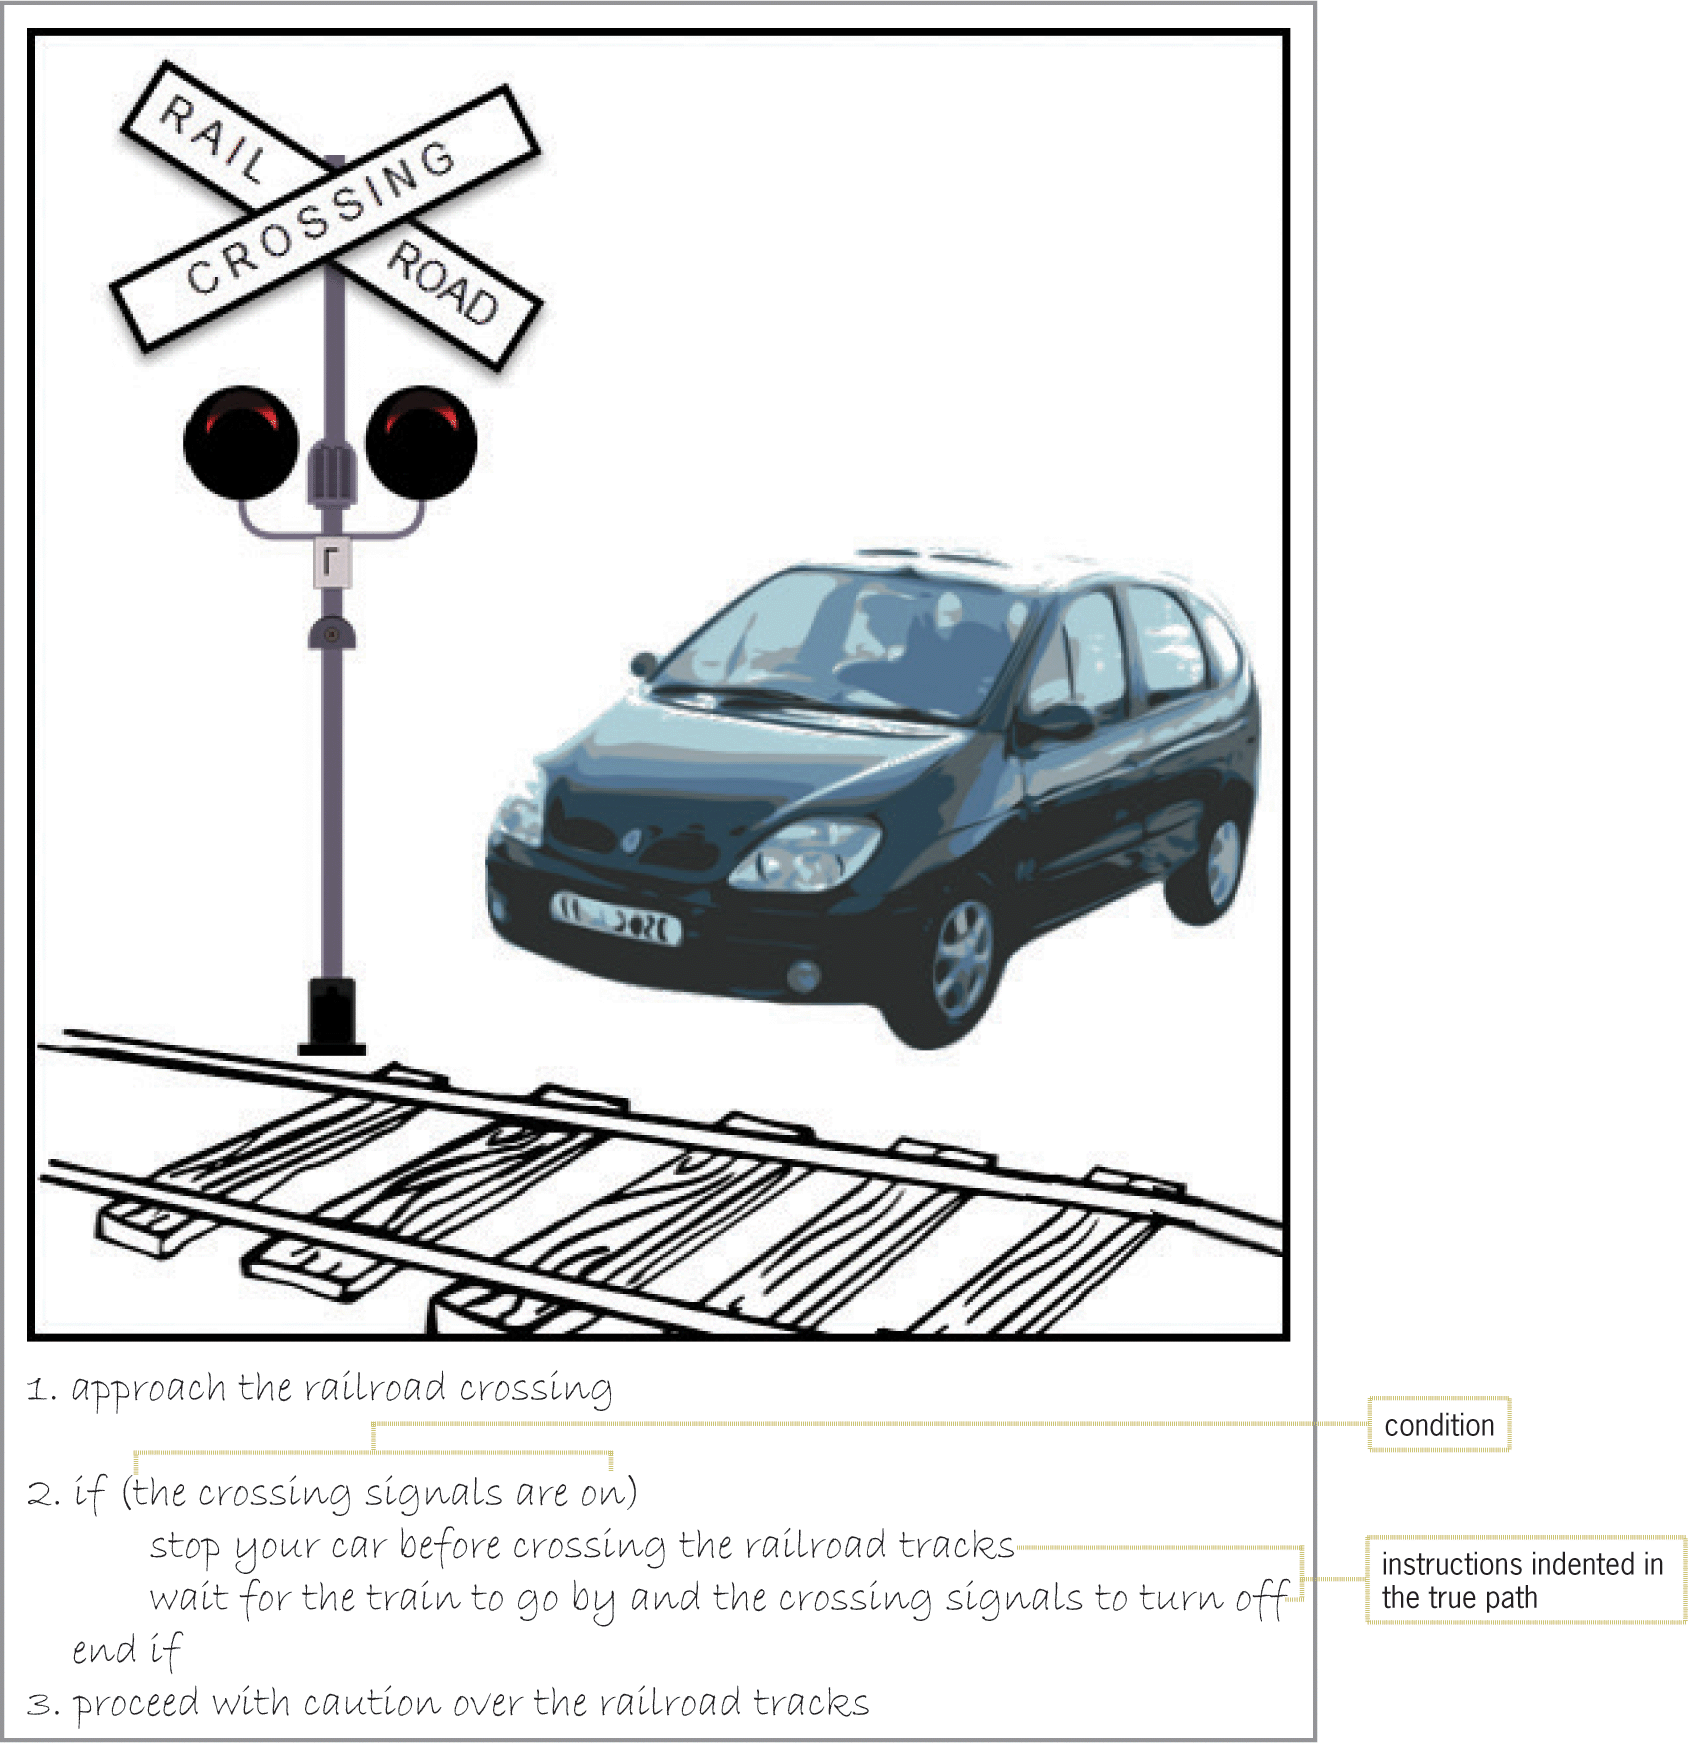 RAIL
CROSSING
ROAD
1. approach the railroad crossing
condition
2. if (the crossing signals are on)
stop your car before crossing the railroad tracks
wait for the train to go by and the crossing signals to turn off
instructions indented in
the true path
end if
3. proceed with caution over the railroad tracks